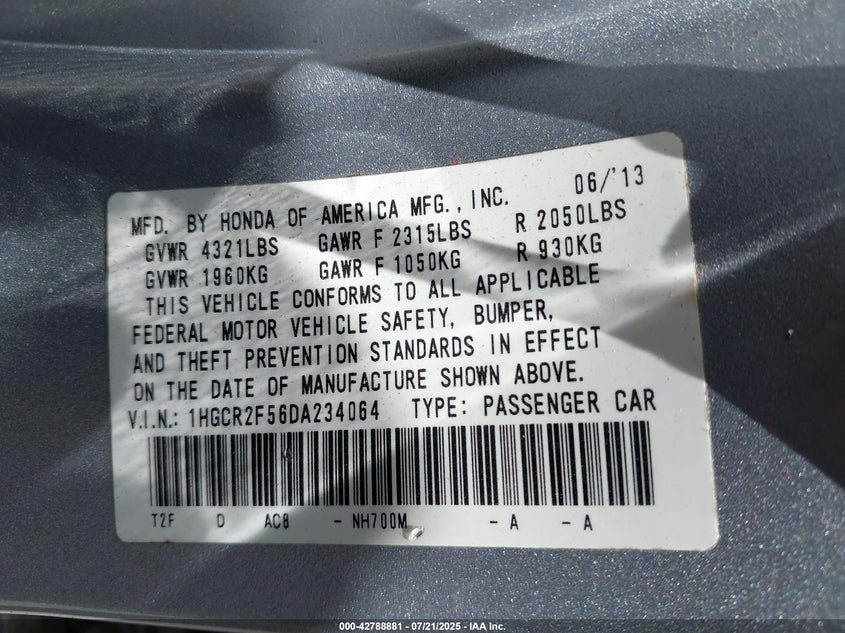 MFD. BY HONDA OF AMERICA MFG., INC. 06/'13
GVWR 4321LBS GAWR F 2315LBS R 2050LBS
GVWR 1960KG GAWR F 1050KG R 930KG
THIS VEHICLE CONFORMS TO ALL APPLICABLE
FEDERAL MOTOR VEHICLE SAFETY, BUMPER,
AND THEFT PREVENTION STANDARDS IN EFFECT
ON THE DATE OF MANUFACTURE SHOWN ABOVE.
V.I.N.: 1HGCR2F56DA234064 TYPE: PASSENGER CAR
T2F D AC8 - NH700M - A - A
000-42788881 | 07/21/2025 - IAA Inc.